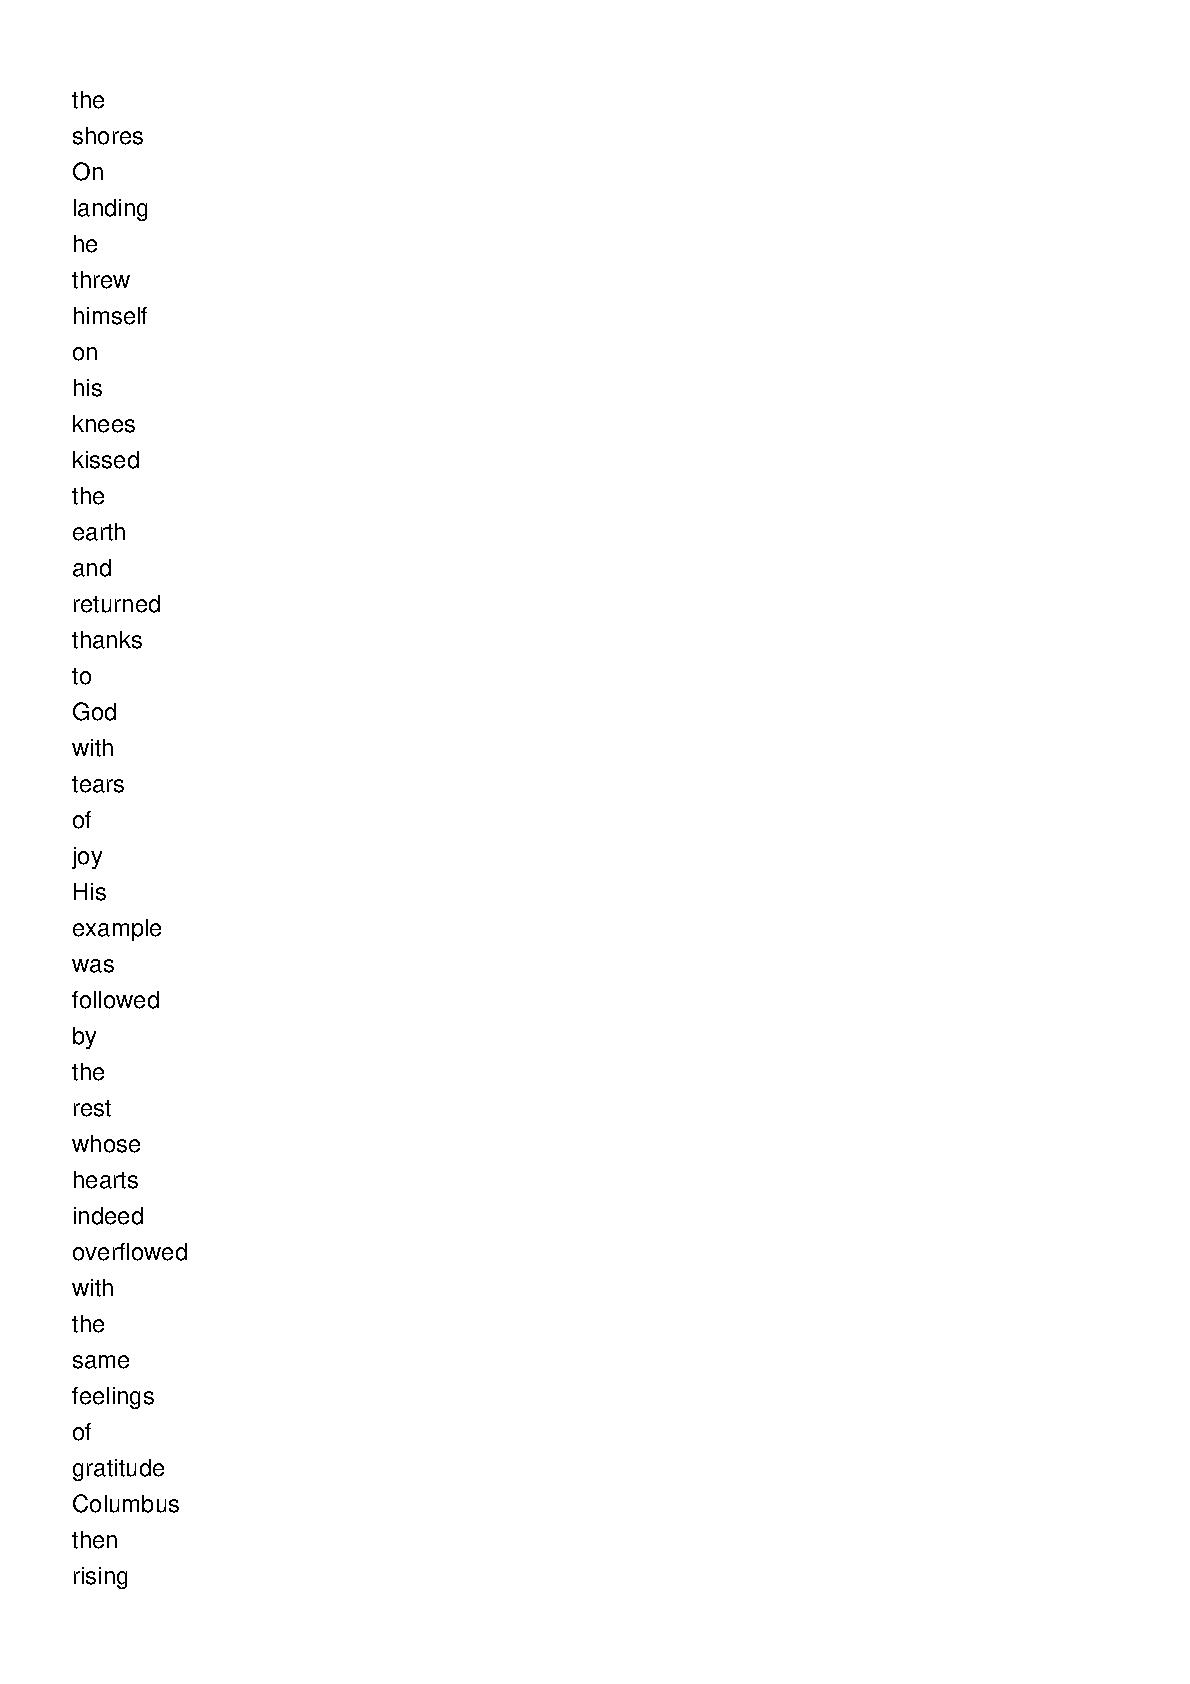 the
shores
On
landing
he
threw
himself
on
his
knees
kissed
the
earth
and
returned
thanks
to
God
with
tears
of
joy
His
example
was
followed
by
the
rest
whose
hearts
indeed
overflowed
with
the
same
feelings
of
gratitude
Columbus
then
rising